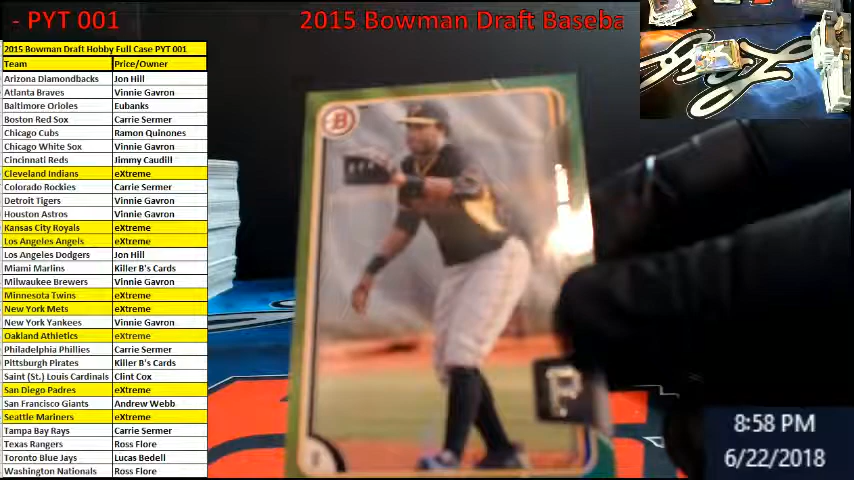 - PYT 001 2015 Bowman Draft Baseba
2015 Bowman Draft Hobby Full Case PYT 001
Team Price/Owner
Arizona Diamondbacks Jon Hill
Atlanta Braves Vinnie Gavron
Baltimore Orioles Eubanks
Boston Red Sox Carrie Sermer
Chicago Cubs Ramon Quinones
Chicago White Sox Vinnie Gavron
Cincinnati Reds Jimmy Caudill
Cleveland Indians eXtreme
Colorado Rockies Carrie Sermer
Detroit Tigers Vinnie Gavron
Houston Astros Vinnie Gavron
Kansas City Royals eXtreme
Los Angeles Angels eXtreme
Los Angeles Dodgers Jon Hill
Miami Marlins Killer B's Cards
Milwaukee Brewers Vinnie Gavron
Minnesota Twins eXtreme
New York Mets eXtreme
New York Yankees Vinnie Gavron
Oakland Athletics eXtreme
Philadelphia Phillies Carrie Sermer
Pittsburgh Pirates Killer B's Cards
Saint (St.) Louis Cardinals Clint Cox
San Diego Padres eXtreme
San Francisco Giants Andrew Webb
Seattle Mariners eXtreme
Tampa Bay Rays Carrie Sermer
Texas Rangers Ross Flore
Toronto Blue Jays Lucas Bedell
Washington Nationals Ross Flore
B
P
8:58 PM
6/22/2018